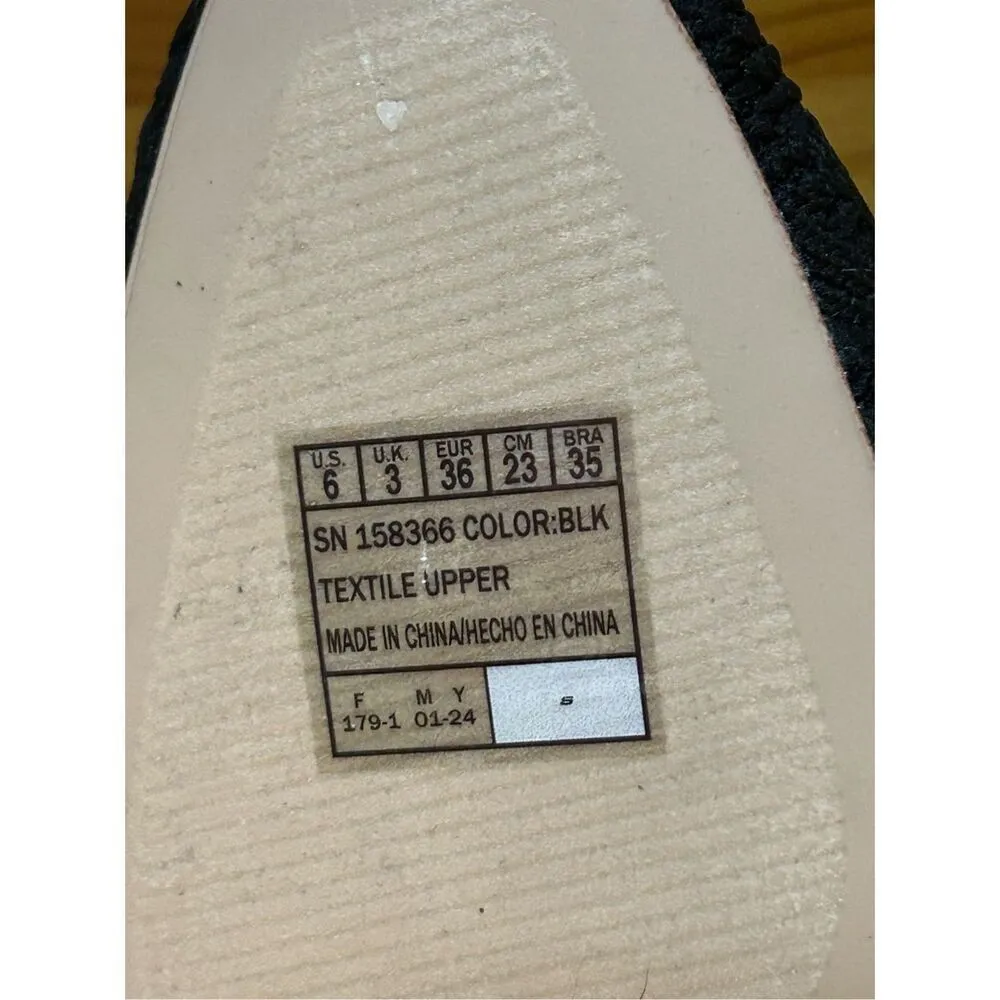 U.S. U.K. EUR CM BRA
6 3 36 23 35
SN 158366 COLOR:BLK
TEXTILE UPPER
MADE IN CHINA/HECHO EN CHINA
F M Y
179-1 01-24
S